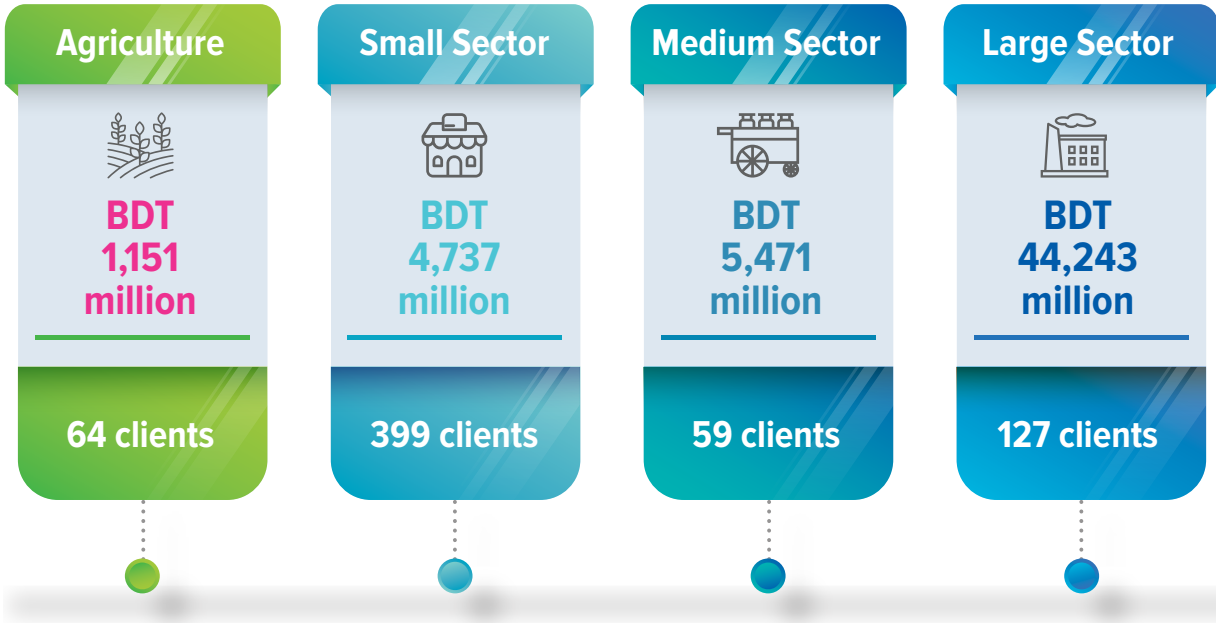 Agriculture
BDT
1,151
million
64 clients
Small Sector
BDT
4,737
million
399 clients
Medium Sector
BDT
5,471
million
59 clients
Large Sector
BDT
44,243
million
127 clients